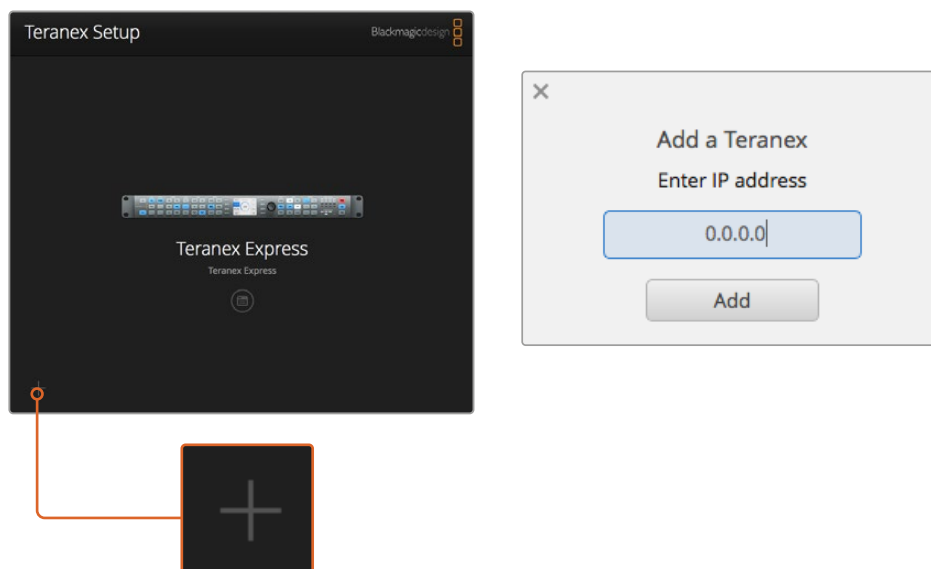 Teranex Setup
Blackmagicdesign
Teranex Express
Teranex Express
Add a Teranex
Enter IP address
0.0.0.0
Add